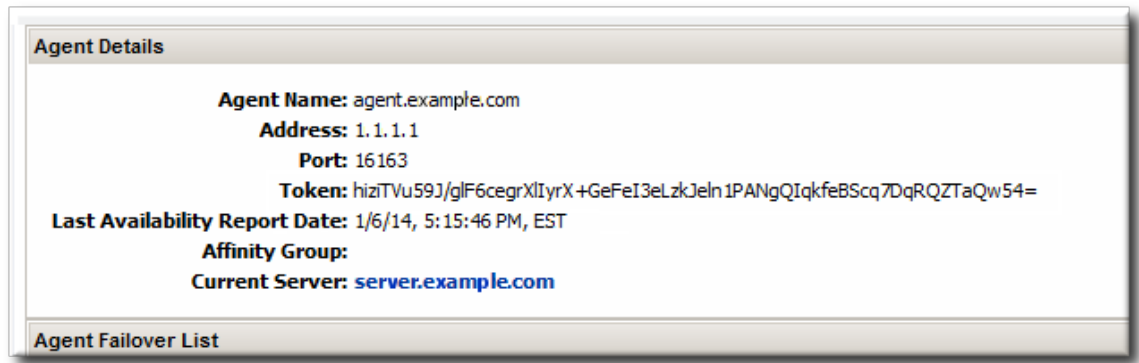 Agent Details
Agent Name: agent.example.com
Address: 1.1.1.1
Port: 16163
Token: hiziTVu59J/glF6cegrXlIyrX+GeFeI3eLzkJeln1PANgQIqkfeBScq7DqRQZTaQw54=
Last Availability Report Date: 1/6/14, 5:15:46 PM, EST
Affinity Group:
Current Server: server.example.com
Agent Failover List